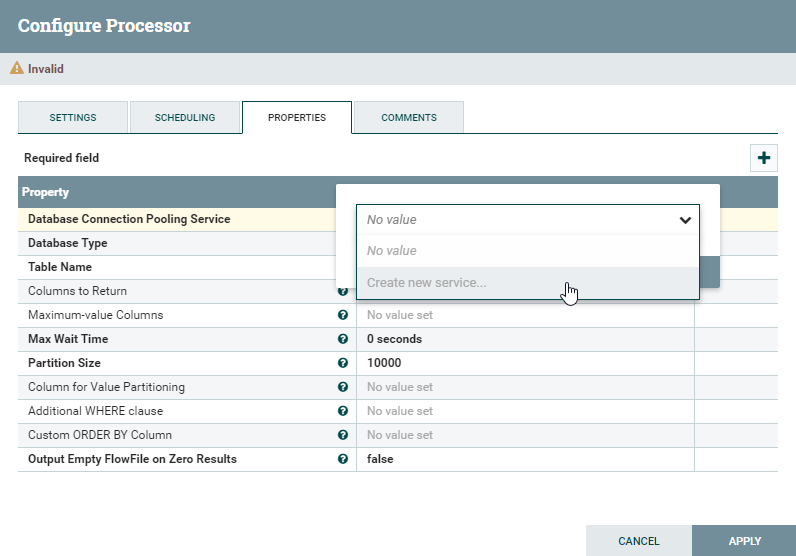 Configure Processor
Invalid
SETTINGS
SCHEDULING
PROPERTIES
COMMENTS
Required field
Property
Database Connection Pooling Service
No value
Database Type
No value
Table Name
Create new service...
Columns to Return
Maximum-value Columns No value set
Max Wait Time 0 seconds
Partition Size 10000
Column for Value Partitioning No value set
Additional WHERE clause No value set
Custom ORDER BY Column No value set
Output Empty FlowFile on Zero Results false
CANCEL
APPLY